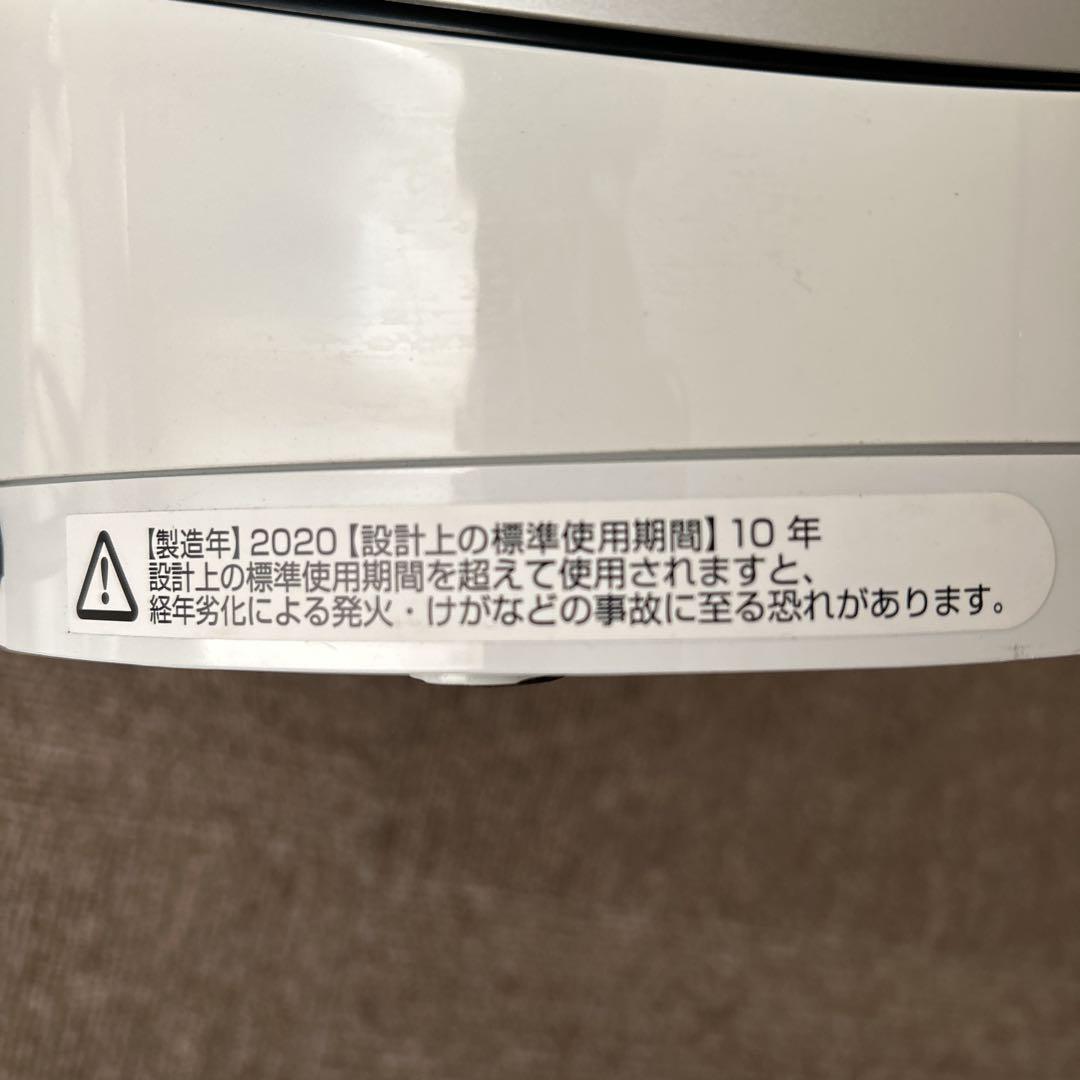 【製造年】2020【設計上の標準使用期間】10 年
設計上の標準使用期間を超えて使用されますと、
経年劣化による発火・けがなどの事故に至る恐れがあります。